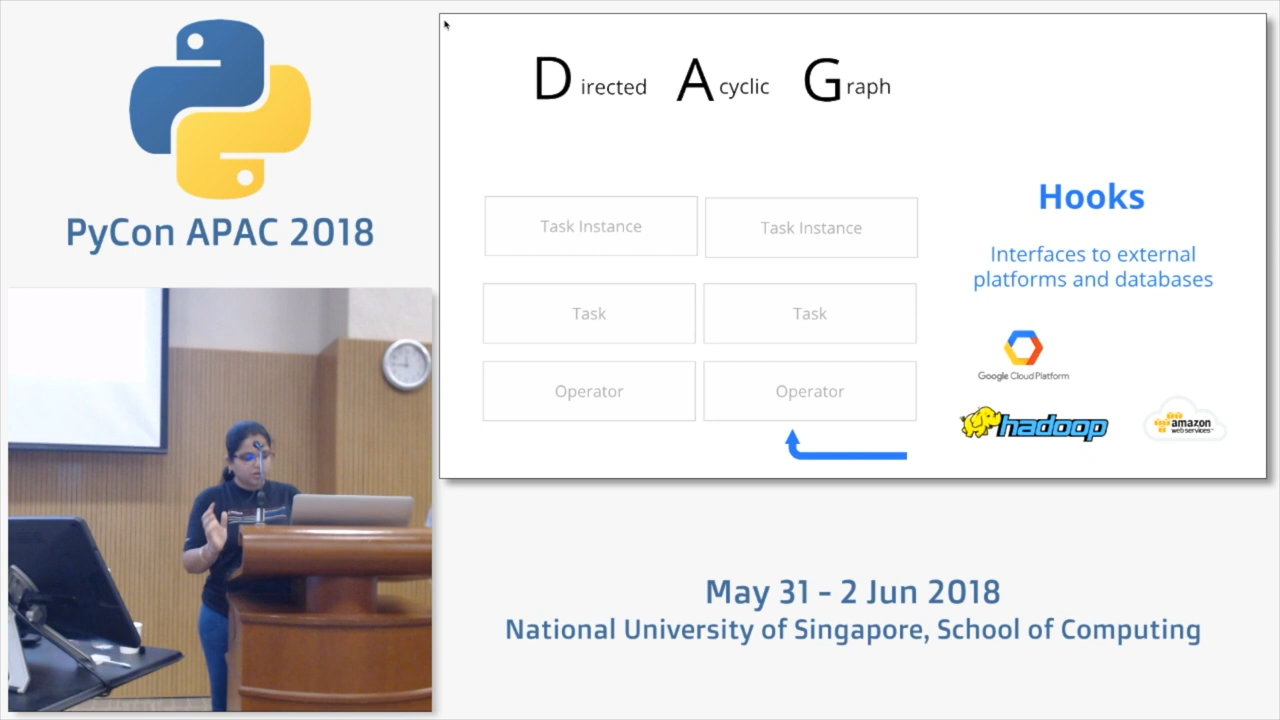 PyCon APAC 2018
Directed Acyclic Graph
Task Instance
Task Instance
Task
Task
Operator
Operator
Hooks
Interfaces to external
platforms and databases
Google Cloud Platform
hadoop
amazon
web services™
May 31 - 2 Jun 2018
National University of Singapore, School of Computing